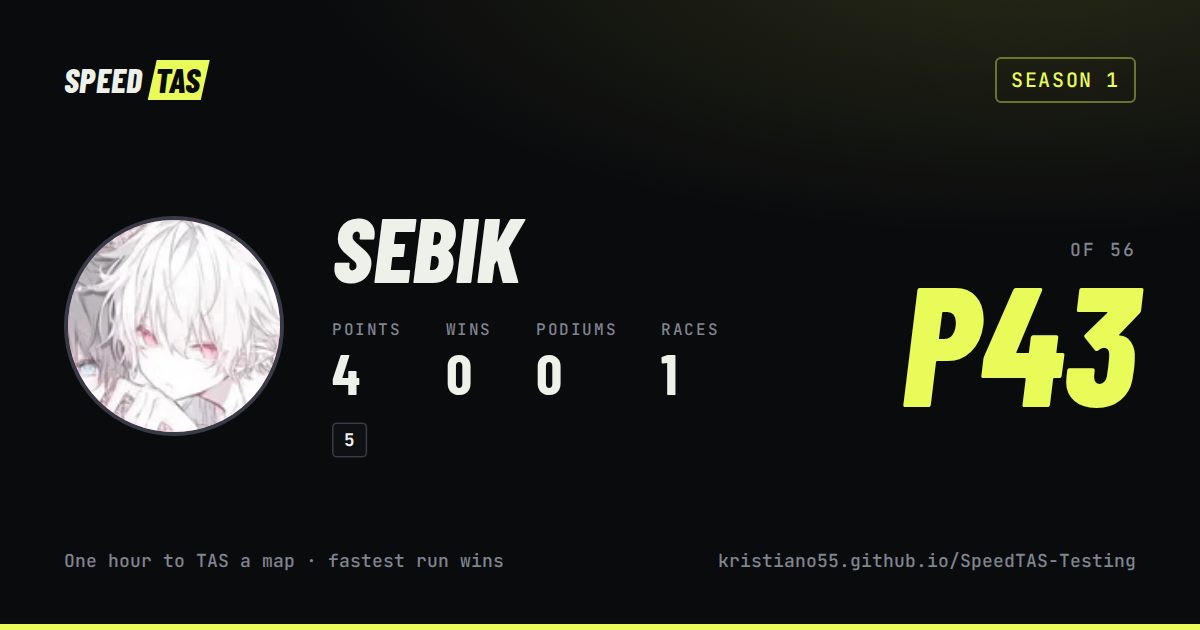 SPEED TAS
SEASON 1
SEBIK
OF 56
POINTS WINS PODIUMS RACES
4 0 0 1
P43
5
One hour to TAS a map · fastest run wins
kristiano55.github.io/SpeedTAS-Testing